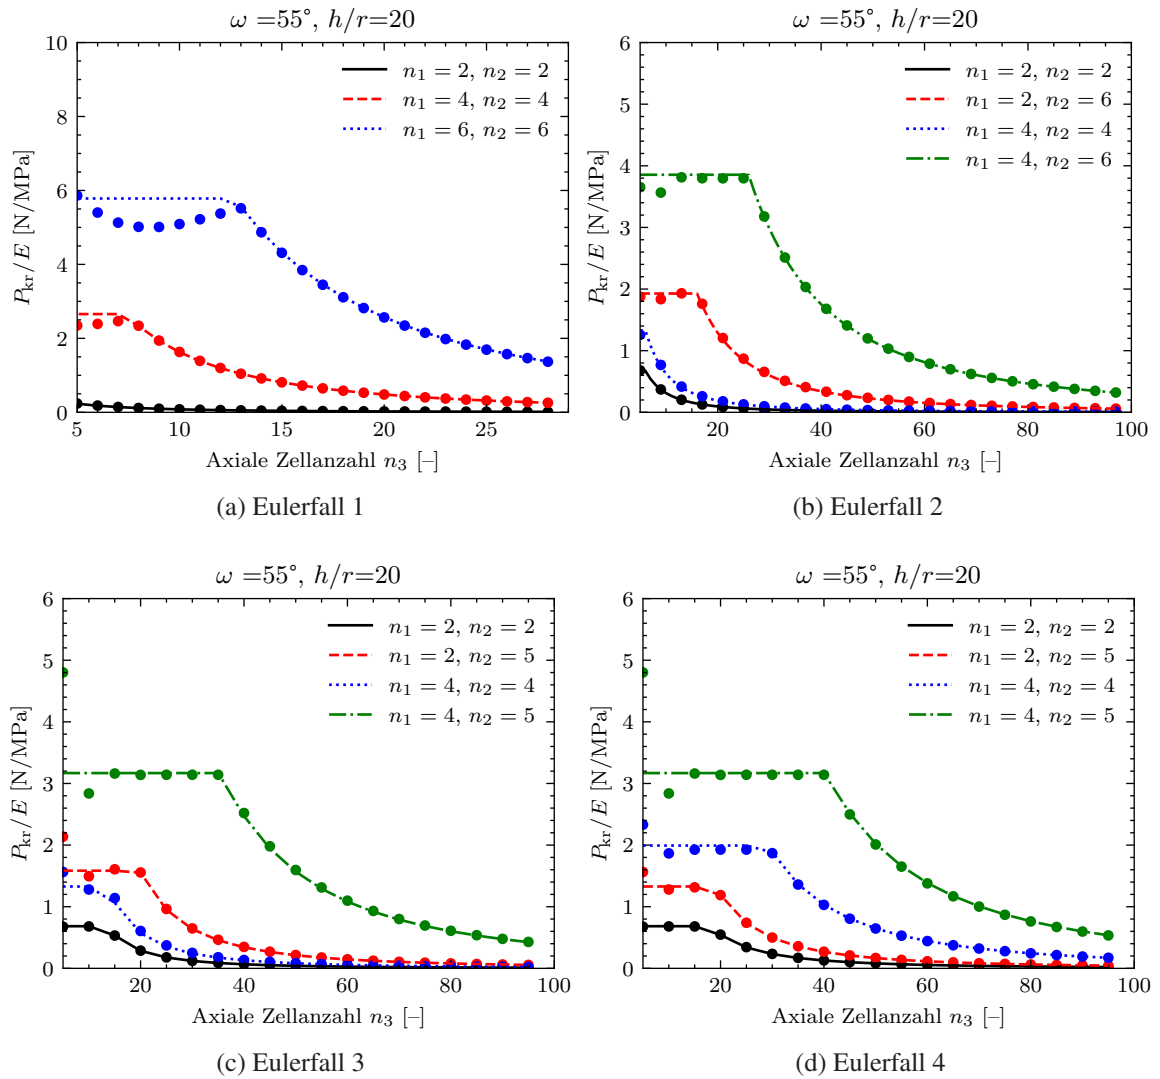 ω =55°, h/r=20
n₁ = 2, n₂ = 2
n₁ = 4, n₂ = 4
n₁ = 6, n₂ = 6
10
8
6
4
2
0
P_kr/E [N/MPa]
5 10 15 20 25
Axiale Zellanzahl n₃ [–]
(a) Eulerfall 1
ω =55°, h/r=20
n₁ = 2, n₂ = 2
n₁ = 2, n₂ = 6
n₁ = 4, n₂ = 4
n₁ = 4, n₂ = 6
6
5
4
3
2
1
0
P_kr/E [N/MPa]
20 40 60 80 100
Axiale Zellanzahl n₃ [–]
(b) Eulerfall 2
ω =55°, h/r=20
n₁ = 2, n₂ = 2
n₁ = 2, n₂ = 5
n₁ = 4, n₂ = 4
n₁ = 4, n₂ = 5
6
5
4
3
2
1
0
P_kr/E [N/MPa]
20 40 60 80 100
Axiale Zellanzahl n₃ [–]
(c) Eulerfall 3
ω =55°, h/r=20
n₁ = 2, n₂ = 2
n₁ = 2, n₂ = 5
n₁ = 4, n₂ = 4
n₁ = 4, n₂ = 5
6
5
4
3
2
1
0
P_kr/E [N/MPa]
20 40 60 80 100
Axiale Zellanzahl n₃ [–]
(d) Eulerfall 4